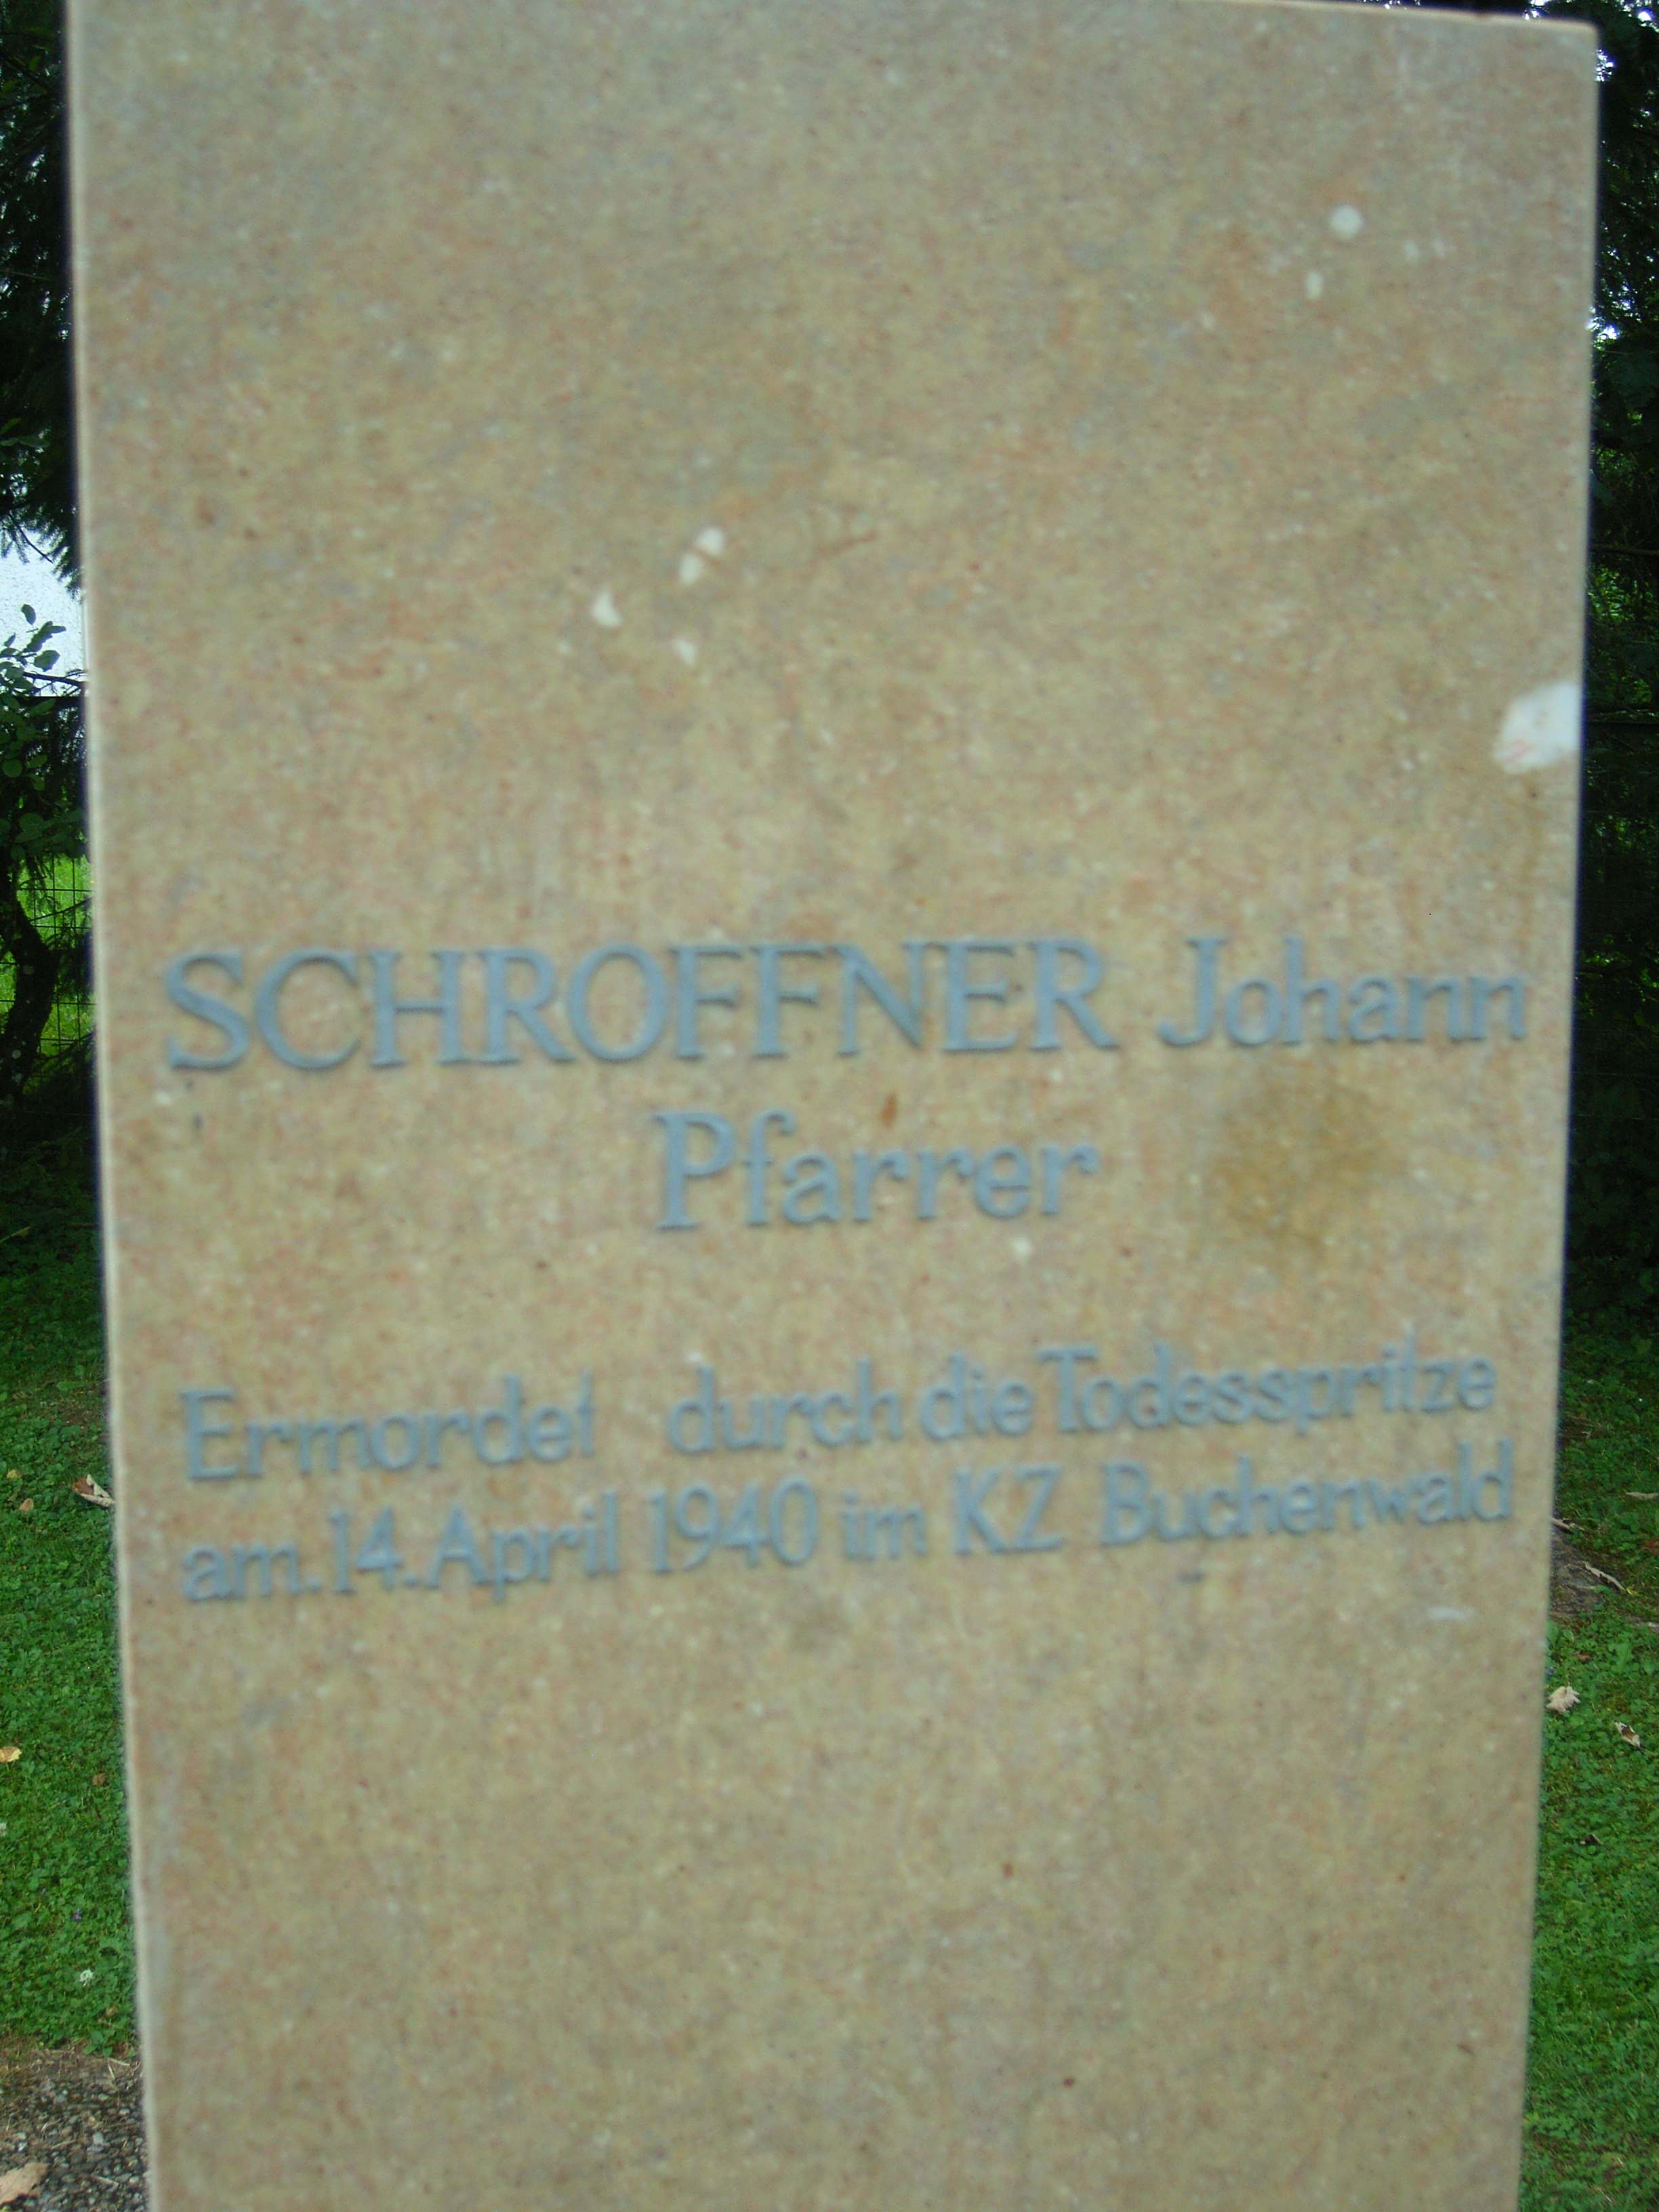 SCHROFFNER Johann
Pfarrer
Ermordet durch die Todesspritze
am.14.April 1940 im KZ Buchenwald